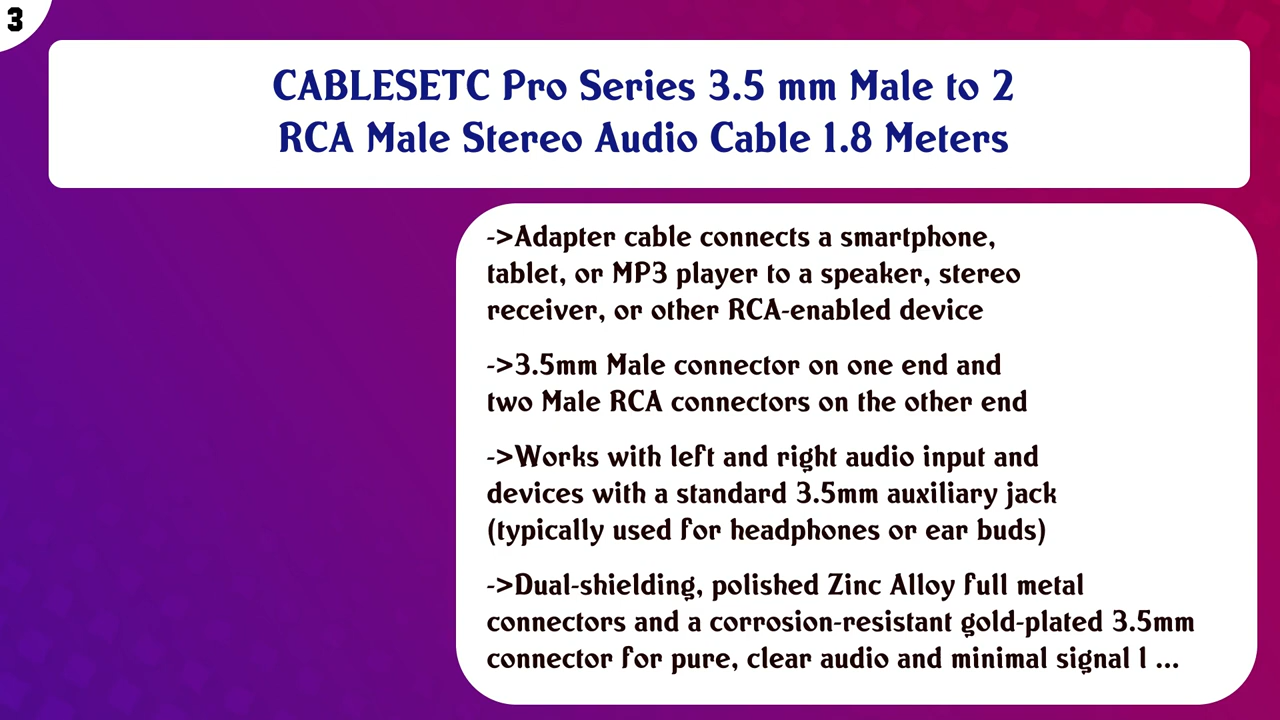 3
CABLESETC Pro Series 3.5 mm Male to 2
RCA Male Stereo Audio Cable 1.8 Meters
->Adapter cable connects a smartphone,
tablet, or MP3 player to a speaker, stereo
receiver, or other RCA-enabled device
->3.5mm Male connector on one end and
two Male RCA connectors on the other end
->Works with left and right audio input and
devices with a standard 3.5mm auxiliary jack
(typically used for headphones or ear buds)
->Dual-shielding, polished Zinc Alloy full metal
connectors and a corrosion-resistant gold-plated 3.5mm
connector for pure, clear audio and minimal signal l ...